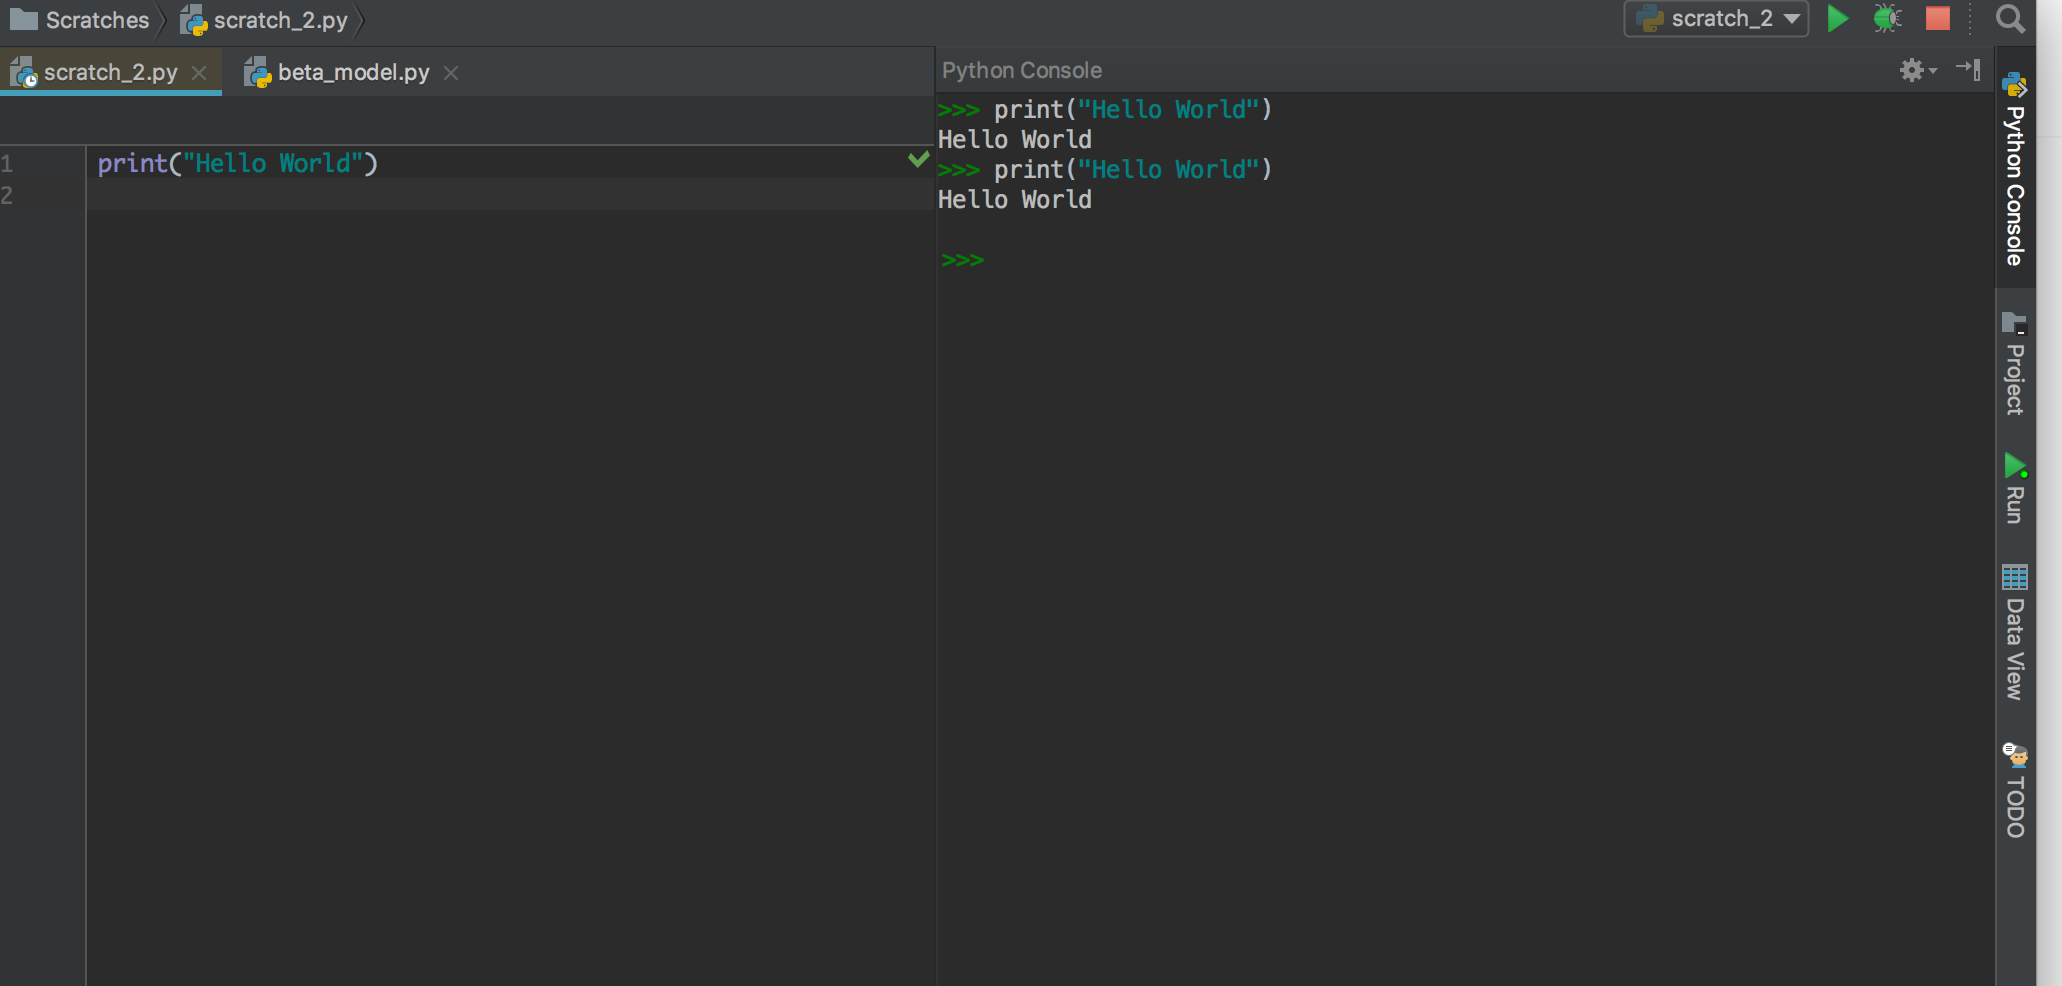 Scratches scratch_2.py
scratch_2
scratch_2.py beta_model.py
1 print("Hello World")
2
Python Console
>>> print("Hello World")
Hello World
>>> print("Hello World")
Hello World
>>>
Python Console
Project
Run
Data View
TODO